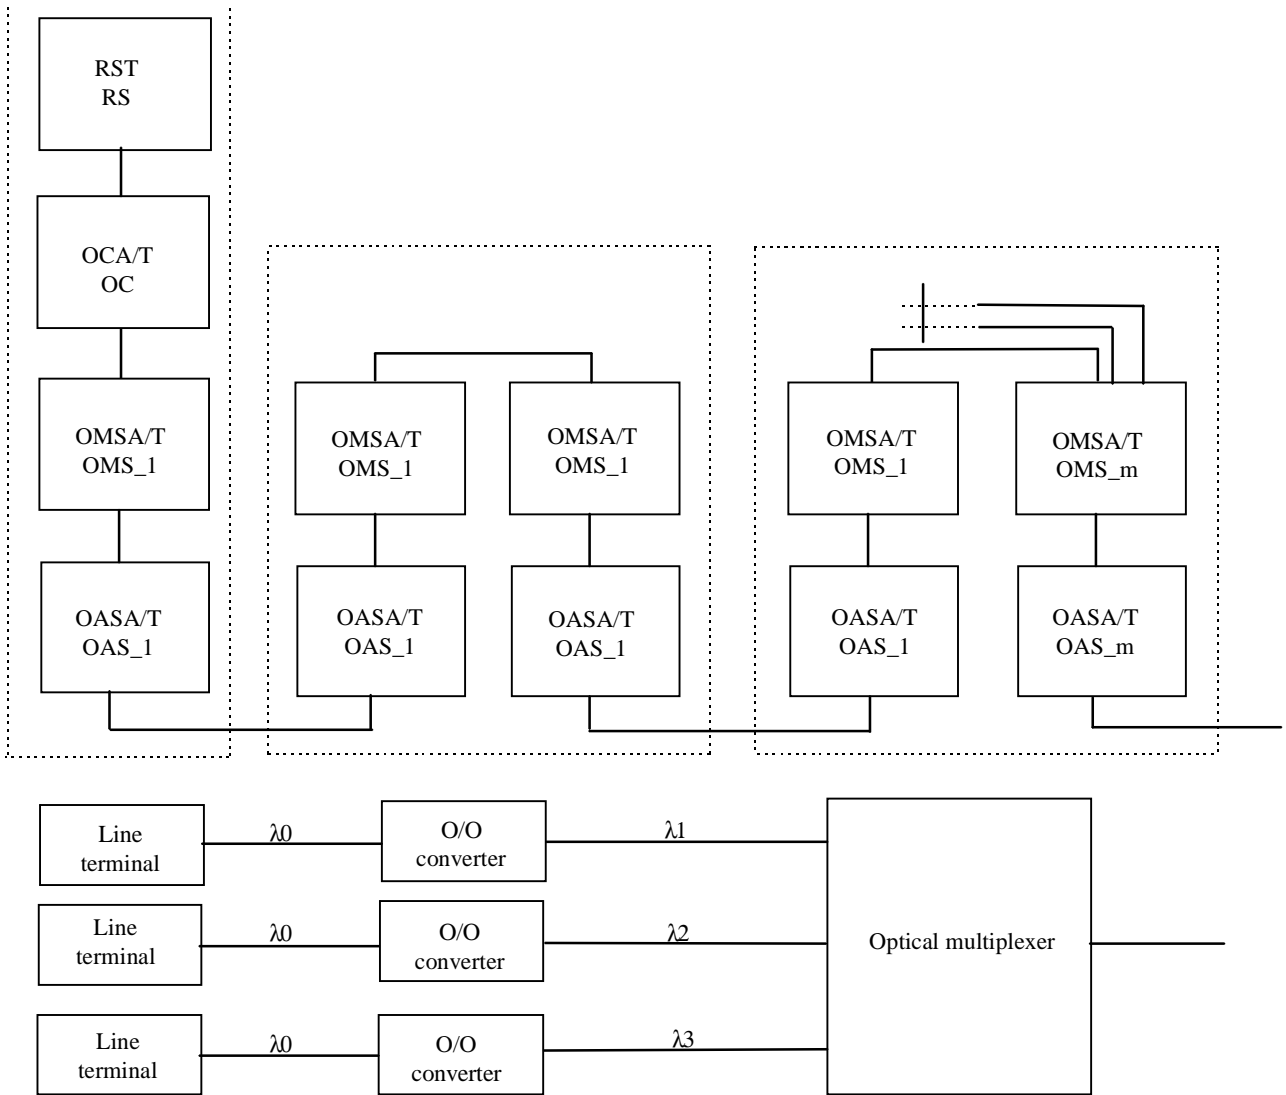 RST
RS
OCA/T
OC
OMSA/T
OMS_1
OMSA/T
OMS_1
OMSA/T
OMS_1
OMSA/T
OMS_1
OMSA/T
OMS_m
OASA/T
OAS_1
OASA/T
OAS_1
OASA/T
OAS_1
OASA/T
OAS_1
OASA/T
OAS_m
Line
terminal
λ0
O/O
converter
λ1
Line
terminal
λ0
O/O
converter
λ2
Optical multiplexer
Line
terminal
λ0
O/O
converter
λ3